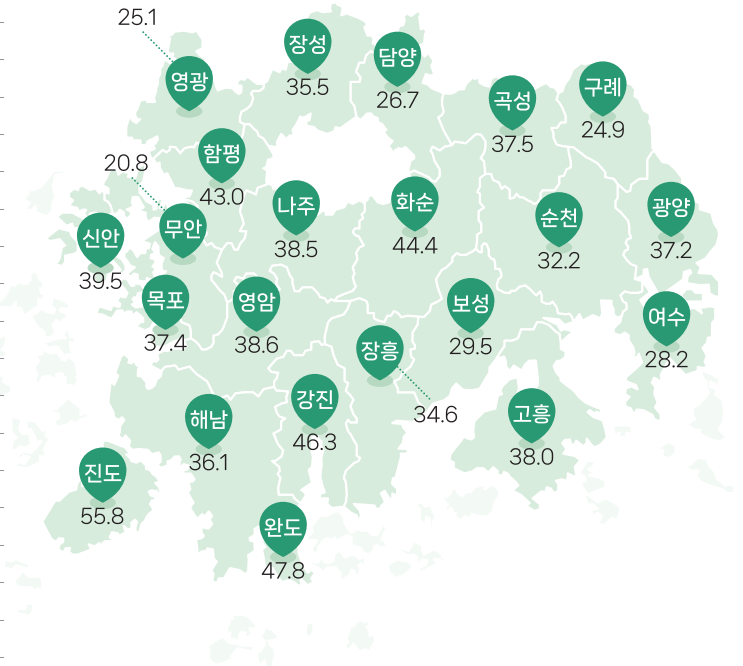 25.1
영광
장성
35.5
담양
26.7
곡성
37.5
구례
24.9
함평
43.0
20.8
무안
나주
38.5
화순
44.4
순천
32.2
광양
37.2
신안
39.5
목포
37.4
영암
38.6
보성
29.5
여수
28.2
장흥
34.6
강진
46.3
해남
36.1
고흥
38.0
진도
55.8
완도
47.8